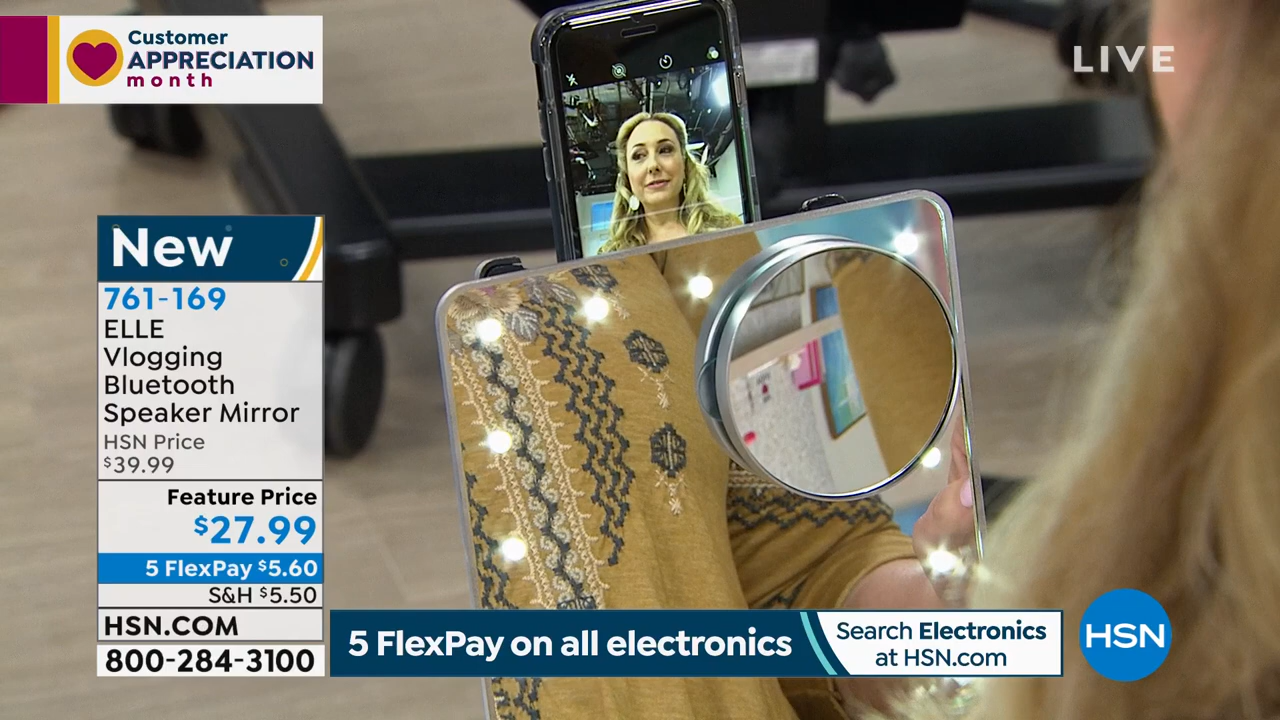 Customer
APPRECIATION
month
LIVE
New
761-169
ELLE
Vlogging
Bluetooth
Speaker Mirror
HSN Price
$39.99
Feature Price
$27.99
5 FlexPay $5.60
S&H $5.50
HSN.COM
800-284-3100
5 FlexPay on all electronics
Search Electronics
at HSN.com
HSN